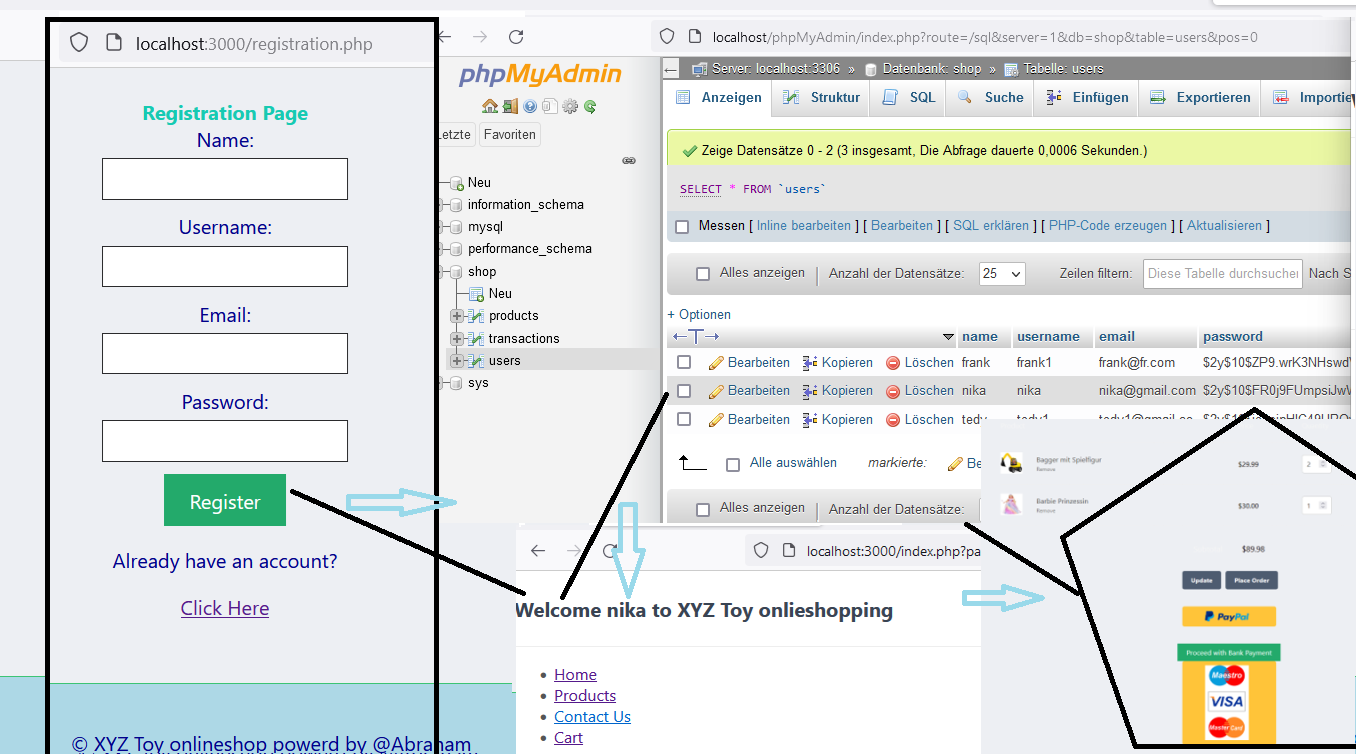 localhost:3000/registration.php
Registration Page
Name:
Username:
Email:
Password:
Register
Already have an account?
Click Here
© XYZ Toy onlineshop powerd by @Abraham
localhost/phpMyAdmin/index.php?route=/sql&server=1&db=shop&table=users&pos=0
phpMyAdmin
Letzte Favoriten
Neu
information_schema
mysql
performance_schema
shop
Neu
products
transactions
users
sys
Server: localhost:3306 » Datenbank: shop » Tabelle: users
Anzeigen Struktur SQL Suche Einfügen Exportieren Importie
Zeige Datensätze 0 - 2 (3 insgesamt, Die Abfrage dauerte 0,0006 Sekunden.)
SELECT * FROM `users`
Messen [ Inline bearbeiten ] [ Bearbeiten ] [ SQL erklären ] [ PHP-Code erzeugen ] [ Aktualisieren ]
Alles anzeigen | Anzahl der Datensätze: 25 Zeilen filtern: Diese Tabelle durchsuchen Nach S
+ Optionen
←T→ name username email password
Bearbeiten Kopieren Löschen frank frank1 frank@fr.com $2y$10$ZP9.wrK3NHswd
Bearbeiten Kopieren Löschen nika nika nika@gmail.com $2y$10$FR0j9FUmpsiJwW
Bearbeiten Kopieren Löschen
Alle auswählen markierte: Be
Alles anzeigen | Anzahl der Datensätze:
localhost:3000/index.php?pa
Welcome nika to XYZ Toy onlieshopping
Home
Products
Contact Us
Cart
Bagger mit Spielfigur $29.99 2
Remove
Barbie Prinzessin $30.00 1
Remove
$89.98
Update Place Order
PayPal
Proceed with Bank Payment
Maestro
VISA
MasterCard